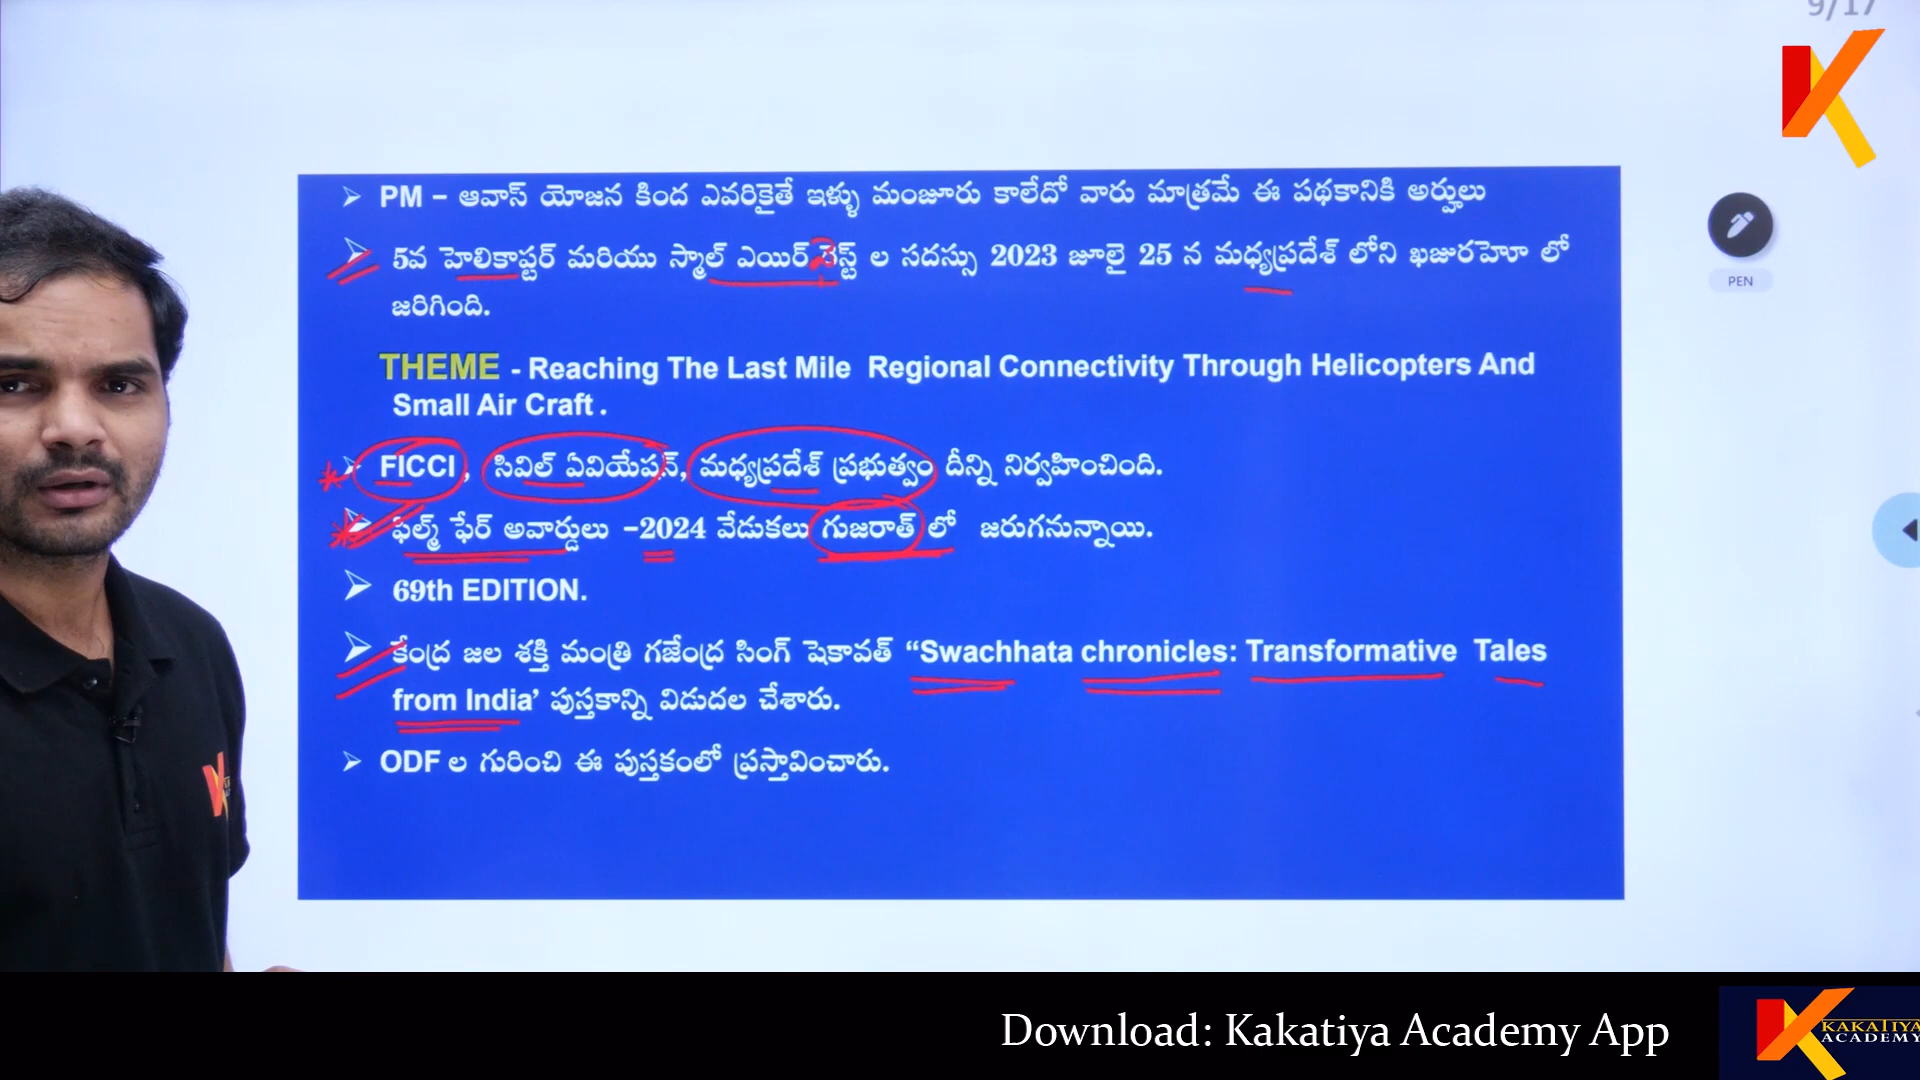 9/17
PM – ఆవాస్ యోజన కింద ఎవరికైతే ఇళ్ళు మంజూరు కాలేదో వారు మాత్రమే ఈ పథకానికి అర్హులు
5వ హెలికాప్టర్ మరియు స్మాల్ ఎయిర్ ల సదస్సు 2023 జూలై 25 న మధ్యప్రదేశ్ లోని ఖజురహెూ లో
జరిగింది.
THEME - Reaching The Last Mile Regional Connectivity Through Helicopters And
Small Air Craft .
FICCI, సివిల్ ఏవియేషన్, మధ్యప్రదేశ్ ప్రభుత్వం దీన్ని నిర్వహించింది.
ఫిల్మ్ ఫేర్ అవార్డులు –2024 వేడుకలు గుజరాత్ లో జరుగనున్నాయి.
69th EDITION.
కేంద్ర జల శక్తి మంత్రి గజేంద్ర సింగ్ షెకావత్ “Swachhata chronicles: Transformative Tales
from India’ పుస్తకాన్ని విడుదల చేశారు.
ODF ల గురించి ఈ పుస్తకంలో ప్రస్తావించారు.
PEN
Download: Kakatiya Academy App
KAKATIYA
ACADEMY